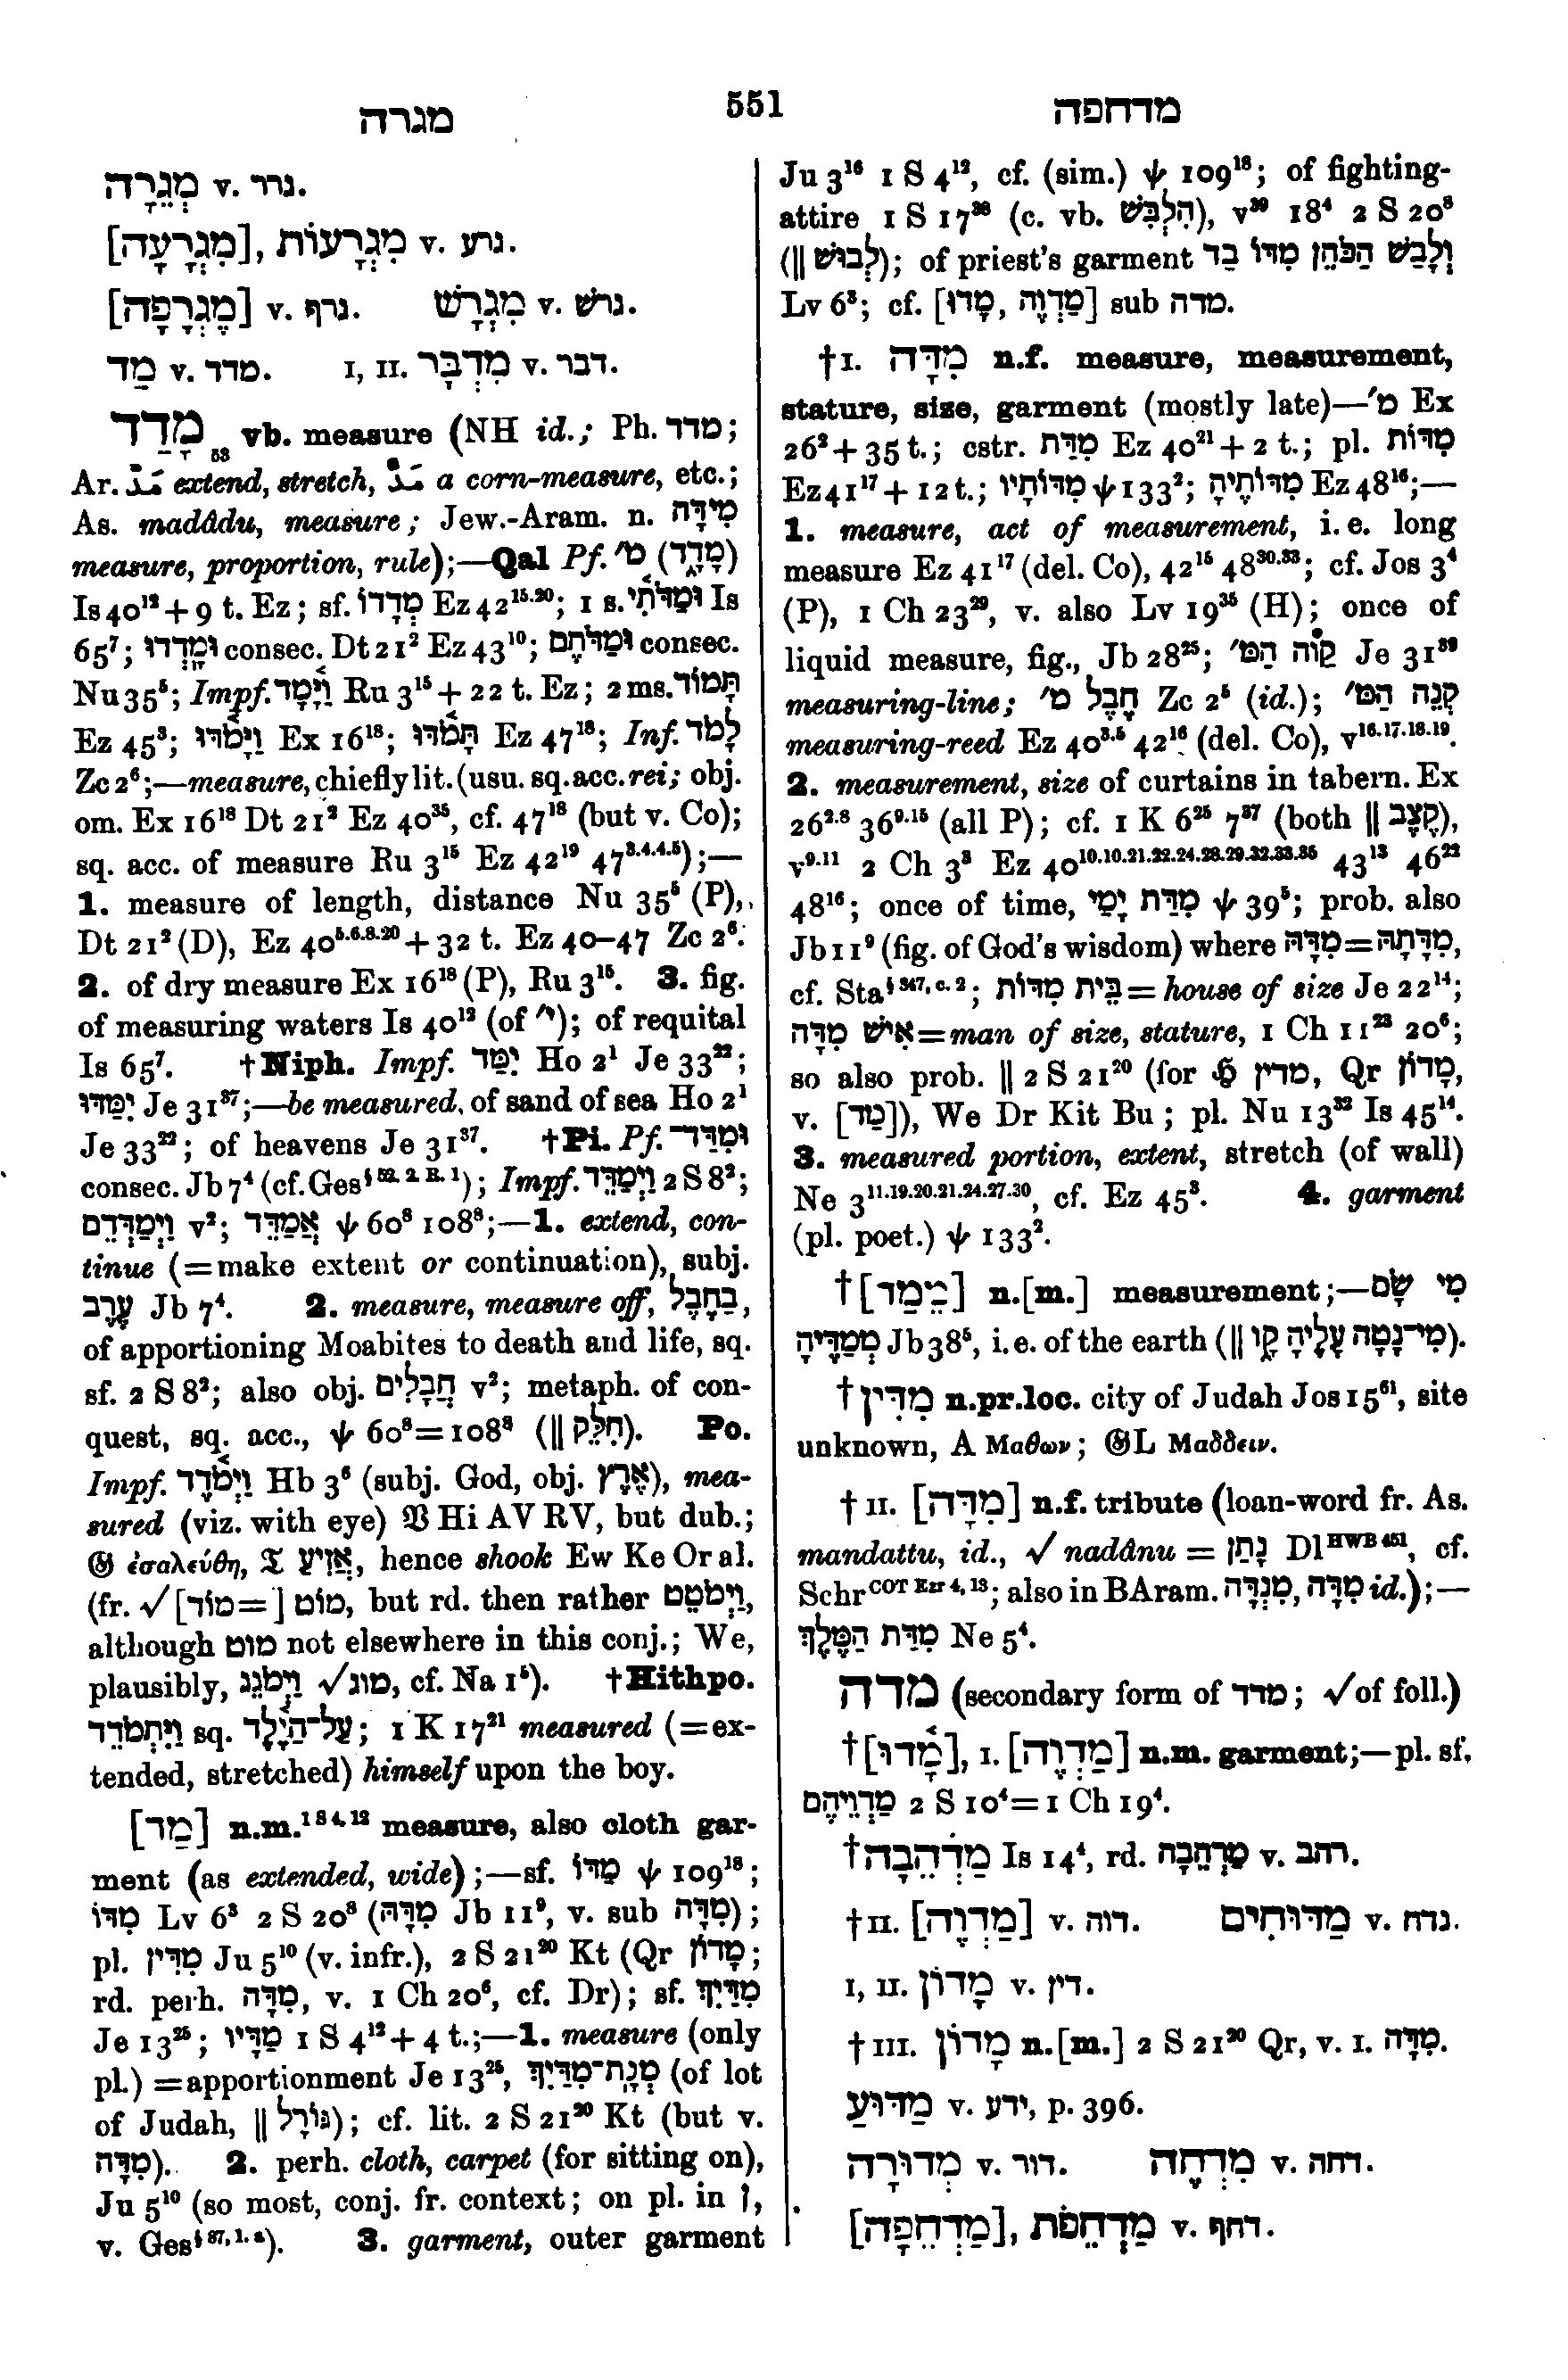 מגרה 551 מדחפה
מְגֵרָה v. גרר.
[מִגְרָעָה], מִגְרָעוֹת v. גרע.
[מֶגְרָפָה] v. גרף. מִגְרָשׁ v. גרשׁ.
מַד v. מדד. I, II. מִדְבָּר v. דבר.
מָדַד 53 vb. measure (NH id.; Ph. מדד;
Ar. مَدَّ extend, stretch, مُدّ a corn-measure, etc.;
As. madâdu, measure; Jew.-Aram. n. מִידָּה
measure, proportion, rule);—Qal Pf. מ֫׳ (מָדָ֑ד)
Is 40¹² + 9 t. Ez; sf. מְדָדוֹ Ez 42¹⁵·²⁰; 1 s. וּמַדֹּתִ֫י Is
65⁷; וּמָֽדְדוּ consec. Dt 21² Ez 43¹⁰; וּמַדֹּתֶם consec.
Nu 35⁵; Impf. וַיָּ֫מָד Ru 3¹⁵ + 22 t. Ez; 2 ms. תָּמוֹד
Ez 45³; וַיָּמֹ֫דּוּ Ex 16¹⁸; תָּמֹ֫דּוּ Ez 47¹⁸; Inf. לָמֹד
Zc 2⁶;—measure, chiefly lit. (usu. sq. acc. rei; obj.
om. Ex 16¹⁸ Dt 21² Ez 40³⁵, cf. 47¹⁸ (but v. Co);
sq. acc. of measure Ru 3¹⁵ Ez 42¹⁹ 47³·⁴·⁴·⁵);—
1. measure of length, distance Nu 35⁵ (P),
Dt 21² (D), Ez 40⁵·⁶·⁸·²⁰ + 32 t. Ez 40–47 Zc 2⁶.
2. of dry measure Ex 16¹⁸ (P), Ru 3¹⁵. 3. fig.
of measuring waters Is 40¹² (of י׳); of requital
Is 65⁷. †Niph. Impf. יִמַּד Ho 2¹ Je 33²²;
יִמַּדּוּ Je 31³⁷;—be measured, of sand of sea Ho 2¹
Je 33²²; of heavens Je 31³⁷. †Pi. Pf. וּמִדַּד־
consec. Jb 7⁴ (cf. Ges§ 52. 2. R. 1); Impf. וַיְמַדֵּד 2 S 8²;
וַיְמַדְּדֵם v²; אֲמַדֵּד ψ 60⁸ 108⁸;—1. extend, con-
tinue (= make extent or continuation), subj.
עָרֶב Jb 7⁴. 2. measure, measure off, בַּחֶבֶל,
of apportioning Moabites to death and life, sq.
sf. 2 S 8²; also obj. חֲבָלִים v²; metaph. of con-
quest, sq. acc., ψ 60⁸ = 108⁸ (‖ חִלֵּק). Po.
Impf. וַיְמֹ֫דֶד Hb 3⁶ (subj. God, obj. אֶרֶץ), mea-
sured (viz. with eye) 𝔙 Hi AV RV, but dub.;
𝔊 ἐσαλεύθη, 𝔗 אֲזִיעַ, hence shook Ew Ke Or al.
(fr. √[מוֹד =] מוֹט, but rd. then rather וַיְמֹטֵט,
although מוט not elsewhere in this conj.; We,
plausibly, וַיְמֹגֵג √מוג, cf. Na 1⁵). †Hithpo.
וַיִּתְמֹדֵד sq. עַל־הַיֶּ֫לֶד; 1 K 17²¹ measured (= ex-
tended, stretched) himself upon the boy.
[מַד] n.m. 1 S 4, 12 measure, also cloth gar-
ment (as extended, wide);—sf. מַדּוֹ ψ 109¹⁸;
מִדּוֹ Lv 6³ 2 S 20⁸ (מִדָּהּ Jb 11⁹, v. sub מִדָּה);
pl. מִדִּין Ju 5¹⁰ (v. infr.), 2 S 21²⁰ Kt (Qr מָדוֹן;
rd. perh. מִדָּה, v. 1 Ch 20⁶, cf. Dr); sf. מִדַּיִךְ
Je 13²⁵; מַדָּיו 1 S 4¹² + 4 t.;—1. measure (only
pl.) = apportionment Je 13²⁵, מְנָת־מִדַּיִךְ (of lot
of Judah, ‖ גּוֹרָל); cf. lit. 2 S 21²⁰ Kt (but v.
מִדָּה). 2. perh. cloth, carpet (for sitting on),
Ju 5¹⁰ (so most, conj. fr. context; on pl. in ן,
v. Ges§ 87, 1. a). 3. garment, outer garment
Ju 3¹⁶ 1 S 4¹², cf. (sim.) ψ 109¹⁸; of fighting-
attire 1 S 17³⁸ (c. vb. הִלְבִּשׁ), v³⁹ 18⁴ 2 S 20⁸
(‖ לְבוּשׁ); of priest's garment וְלָבַשׁ הַכֹּהֵן מִדּוֹ בַד
Lv 6³; cf. [מַדְוֶה, מָדוּ] sub מדה.
†I. מִדָּה n.f. measure, measurement,
stature, size, garment (mostly late)—מ׳ Ex
26² + 35 t.; cstr. מִדַּת Ez 40²¹ + 2 t.; pl. מִדּוֹת
Ez 41¹⁷ + 12 t.; מִדּוֹתָיו ψ 133²; מִדּוֹתֶיהָ Ez 48¹⁶;—
1. measure, act of measurement, i.e. long
measure Ez 41¹⁷ (del. Co), 42¹⁵ 48³⁰·³³; cf. Jos 3⁴
(P), 1 Ch 23²⁹, v. also Lv 19³⁵ (H); once of
liquid measure, fig., Jb 28²⁵; קְוֹה הַמּ׳ Je 31³⁹
measuring-line; חֶבֶל מ׳ Zc 2⁵ (id.); קְנֵה הַמּ׳
measuring-reed Ez 40³·⁵ 42¹⁶ (del. Co), v¹⁶·¹⁷·¹⁸·¹⁹.
2. measurement, size of curtains in tabern. Ex
26²·⁸ 36⁹·¹⁵ (all P); cf. 1 K 6²⁵ 7³⁷ (both ‖ קֶצֶב),
v⁹·¹¹ 2 Ch 3³ Ez 40¹⁰·¹⁰·²¹·²²·²⁴·²⁸·²⁹·³²·³³·³⁵ 43¹³ 46²²
48¹⁶; once of time, מִדַּת יָמַי ψ 39⁵; prob. also
Jb 11⁹ (fig. of God's wisdom) where מִדָּהּ = מִדָּתָהּ,
cf. Sta§ 347, c. 2; בֵּית מִדּוֹת = house of size Je 22¹⁴;
אִישׁ מִדָּה = man of size, stature, 1 Ch 11²³ 20⁶;
so also prob. ‖ 2 S 21²⁰ (for 𝔊 מדין, Qr מָדוֹן,
v. [מַד]), We Dr Kit Bu; pl. Nu 13³² Is 45¹⁴.
3. measured portion, extent, stretch (of wall)
Ne 3¹¹·¹⁹·²⁰·²¹·²⁴·²⁷·³⁰, cf. Ez 45³. 4. garment
(pl. poet.) ψ 133².
†[מֵמַד] n.[m.] measurement;—מִי שָׂם
מְמַדֶּיהָ Jb 38⁵, i.e. of the earth (‖ מִי־נָטָה עָלֶיהָ קָּו).
†מִדִּין n.pr.loc. city of Judah Jos 15⁶¹, site
unknown, A Μαδων; 𝔊L Μαδδειν.
†II. [מִדָּה] n.f. tribute (loan-word fr. As.
mandattu, id., √ nadânu = נָתַן Dl HWB 451, cf.
Schr COT Ezr 4, 13; also in BAram. מִדָּה, מִנְדָּה id.);—
מִדַּת הַמֶּלֶךְ Ne 5⁴.
מדה (secondary form of מדד; √of foll.)
†[מָ֫דוּ], I. [מַדְוֶה] n.m. garment;—pl. sf.
מַדְוֵיהֶם 2 S 10⁴ = 1 Ch 19⁴.
†מַדְהֵבָה Is 14⁴, rd. מַרְהֵבָה v. רהב.
†II. [מַדְוֶה] v. דוה. מַדּוּחִים v. נדח.
I, II. מָדוֹן v. דין.
†III. מָדוֹן n.[m.] 2 S 21²⁰ Qr, v. I. מִדָּה.
מַדּוּעַ v. ידע, p. 396.
מְדוּרָה v. דור. מִדְחֶה v. דחה.
[מַדְחֵפָה], מַדְחֵפֹת v. דחף.